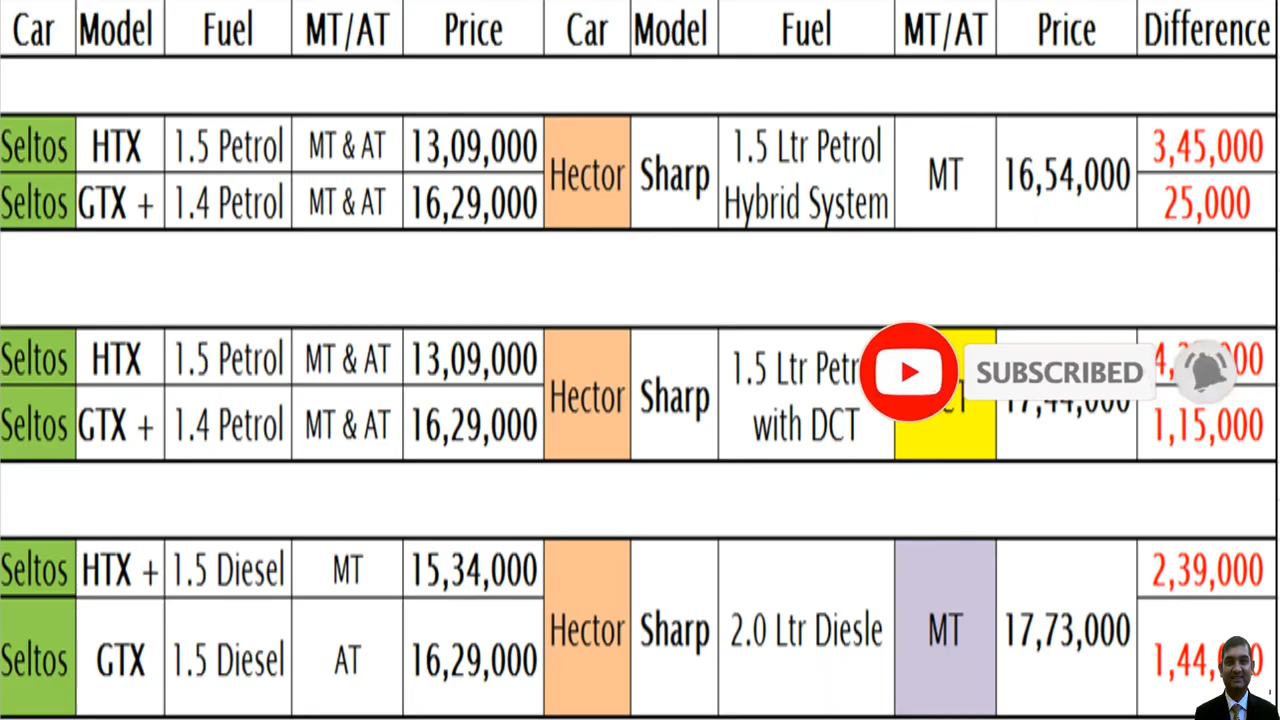 Car Model Fuel MT/AT Price Car Model Fuel MT/AT Price Difference
Seltos HTX 1.5 Petrol MT & AT 13,09,000 Hector Sharp 1.5 Ltr Petrol MT 16,54,000 3,45,000
Seltos GTX + 1.4 Petrol MT & AT 16,29,000 Hybrid System 25,000
Seltos HTX 1.5 Petrol MT & AT 13,09,000 Hector Sharp 1.5 Ltr
SUBSCRIBED
Seltos GTX + 1.4 Petrol MT & AT 16,29,000 with DCT 1,15,000
Seltos HTX + 1.5 Diesel MT 15,34,000 Hector Sharp 2.0 Ltr Diesle MT 17,73,000 2,39,000
Seltos GTX 1.5 Diesel AT 16,29,000